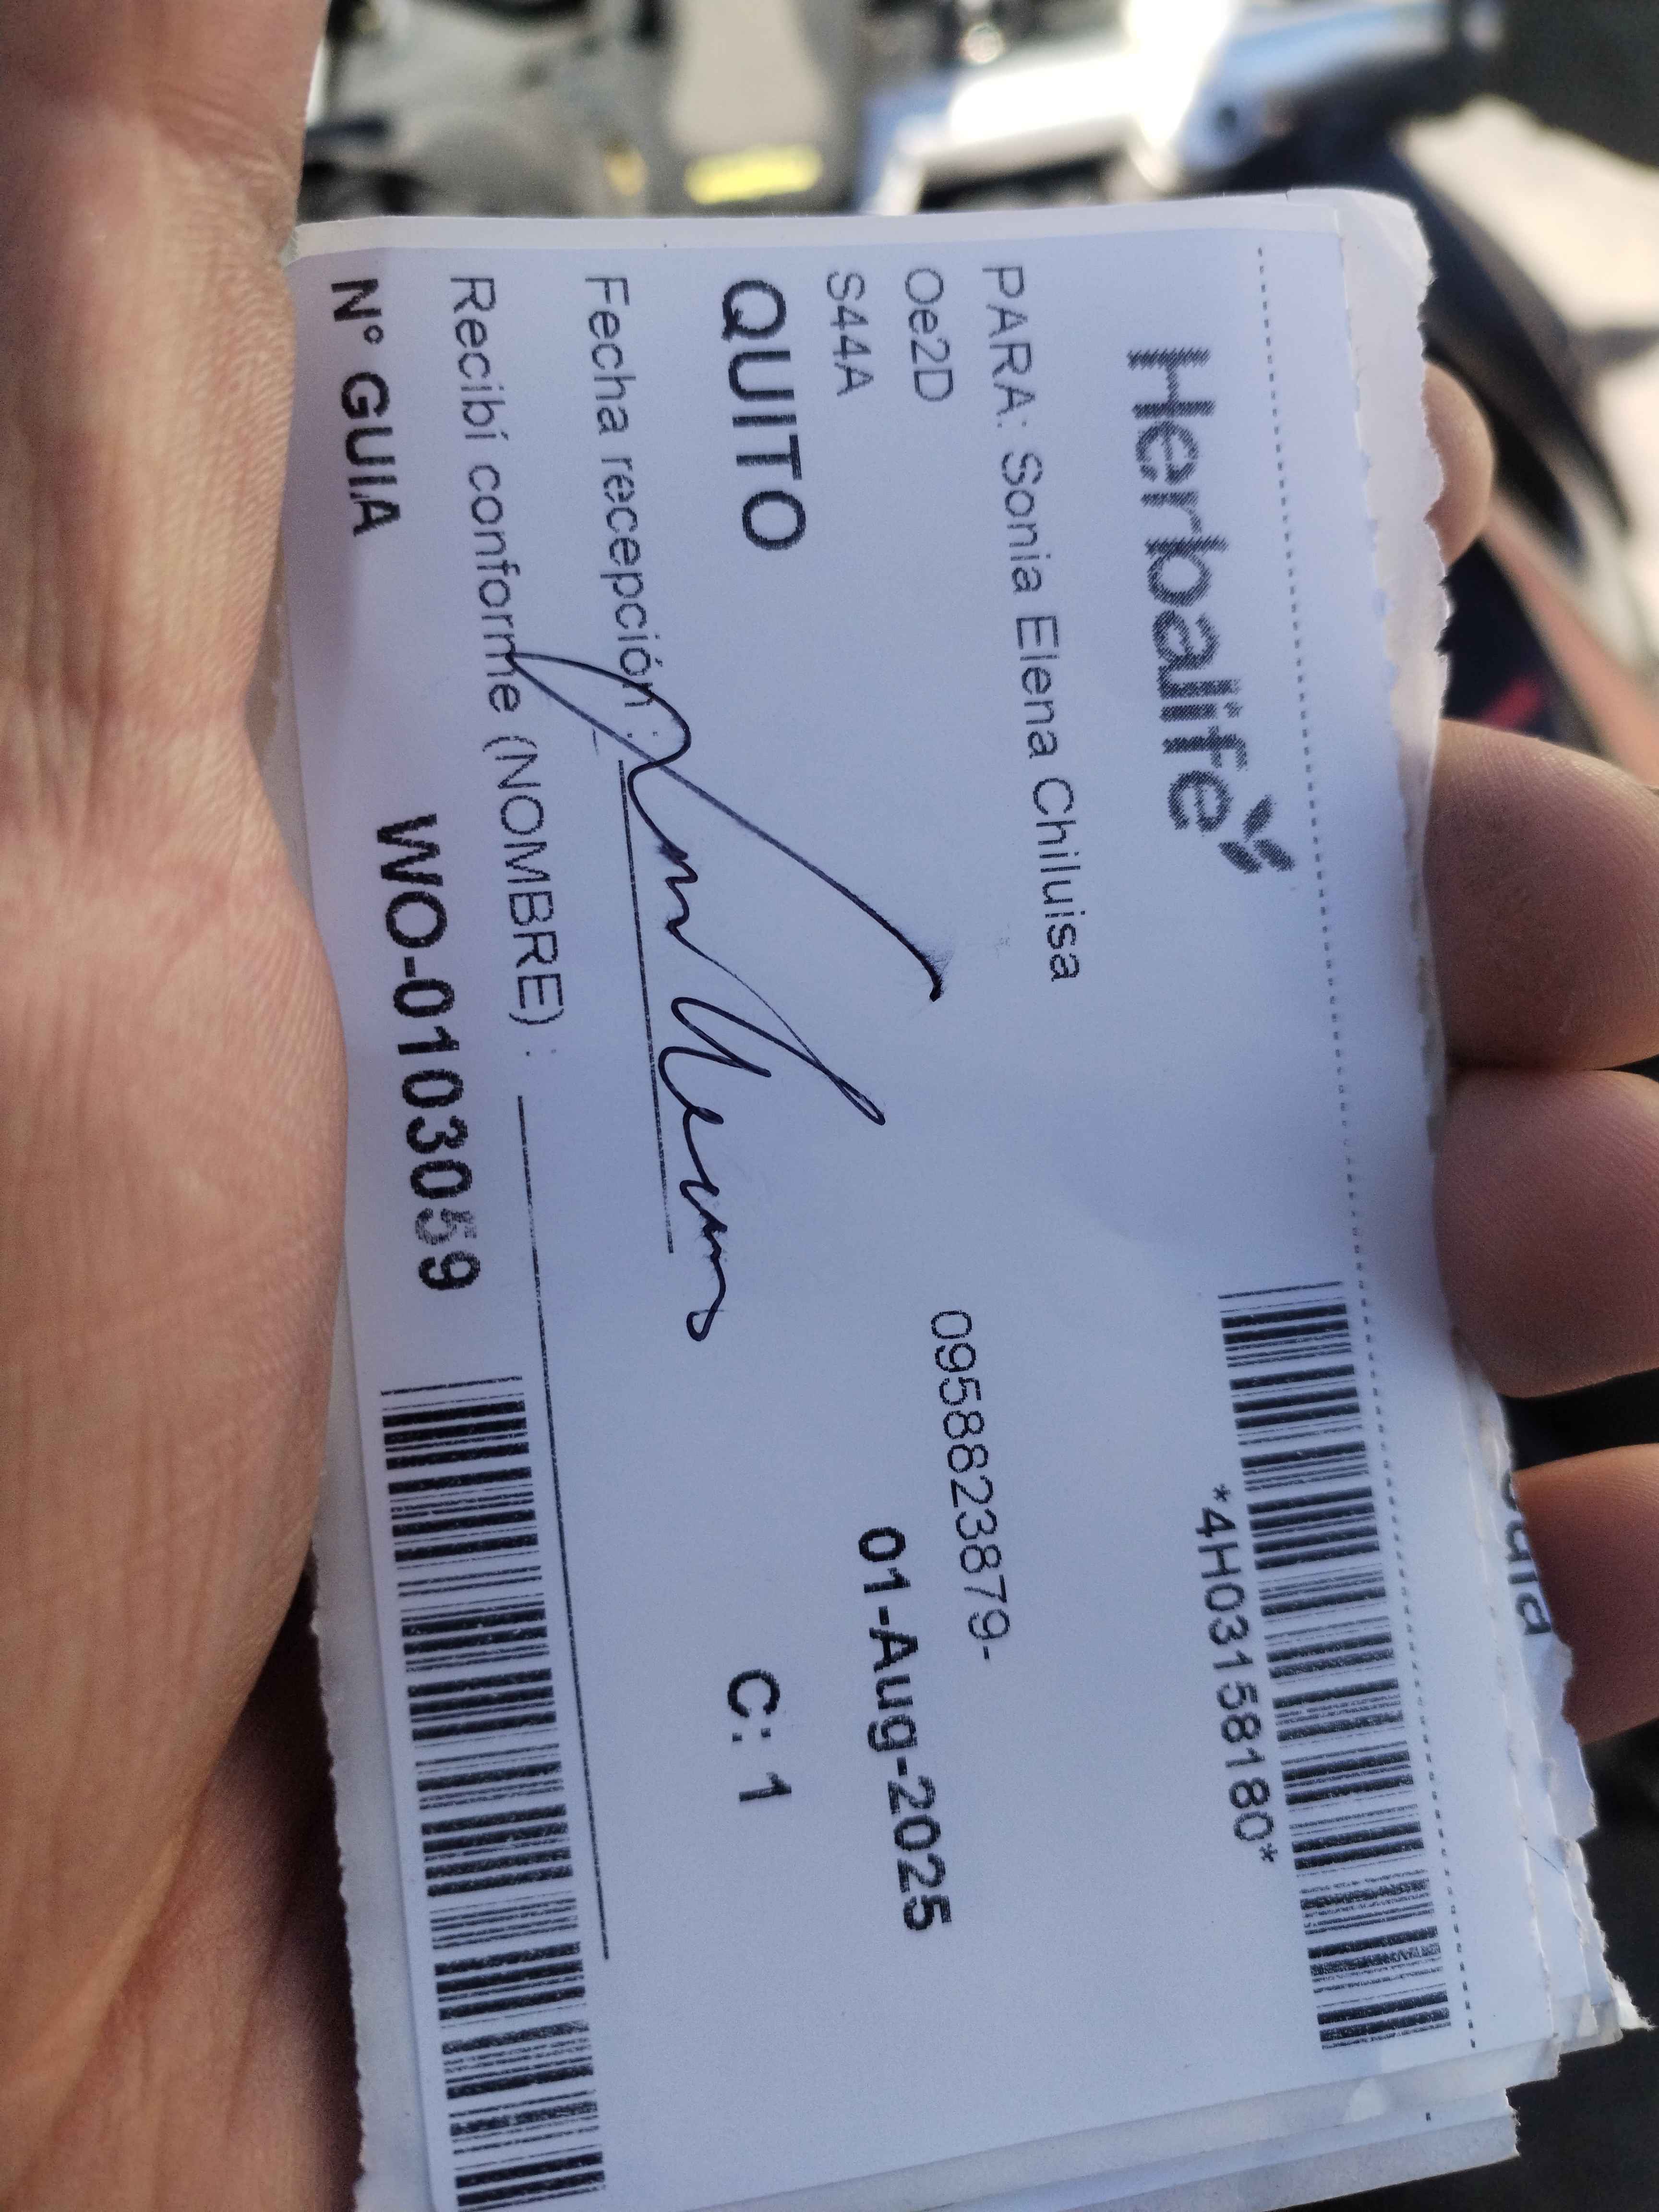 Herbalife
*4H03158180*
PARA: Sonia Elena Chiluisa
Oe2D
0958823879-
S44A
01-Aug-2025
QUITO
C: 1
Fecha recepción :
Recibí conforme (NOMBRE) :
N° GUIA
WO-0103059